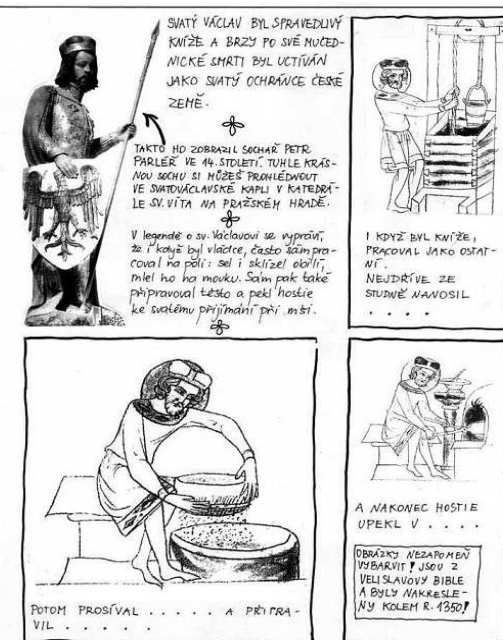 SVATÝ VÁCLAV BYL SPRAVEDLIVÝ
KNÍŽE A BRZY PO SVÉ MUČED-
NICKÉ SMRTI BYL UCTÍVÁN
JAKO SVATÝ OCHRÁNCE ČESKÉ
ZEMĚ.
TAKTO HO ZOBRAZIL SOCHAŘ PETR
PARLÉŘ VE 14. STOLETÍ. TUHLE KRÁS-
NOU SOCHU SI MŮŽEŠ PROHLÉDNOUT
VE SVATOVÁCLAVSKÉ KAPLI V KATEDRÁ-
LE SV. VÍTA NA PRAŽSKÉM HRADĚ.
V legendě o sv. Václavovi se vypráví,
že i když byl vládce, často sám pra-
coval na poli: sel i sklízel obilí,
mlel ho na mouku. Sám pak také
připravoval těsto a pekl hostie
ke svatému přijímání při mši.
I KDYŽ BYL KNÍŽE,
PRACOVAL JAKO OSTAT-
NÍ.
NEJDŘÍVE ZE
STUDNĚ NANOSIL
. . . .
POTOM PROSÍVAL . . . . . A PŘIPRA-
VIL . . . . .
A NAKONEC HOSTIE
UPEKL V . . . .
OBRÁZKY NEZAPOMEŇ
VYBARVIT! JSOU Z
VELISLAVOVY BIBLE
A BYLY NAKRESLE-
NY KOLEM R. 1350!